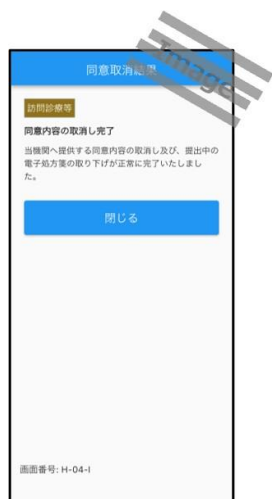 同意取消結果
Image
訪問診療等
同意内容の取消し完了
当機関へ提供する同意内容の取消し及び、提出中の
電子処方箋の取り下げが正常に完了いたしまし
た。
閉じる
画面番号: H-04-I